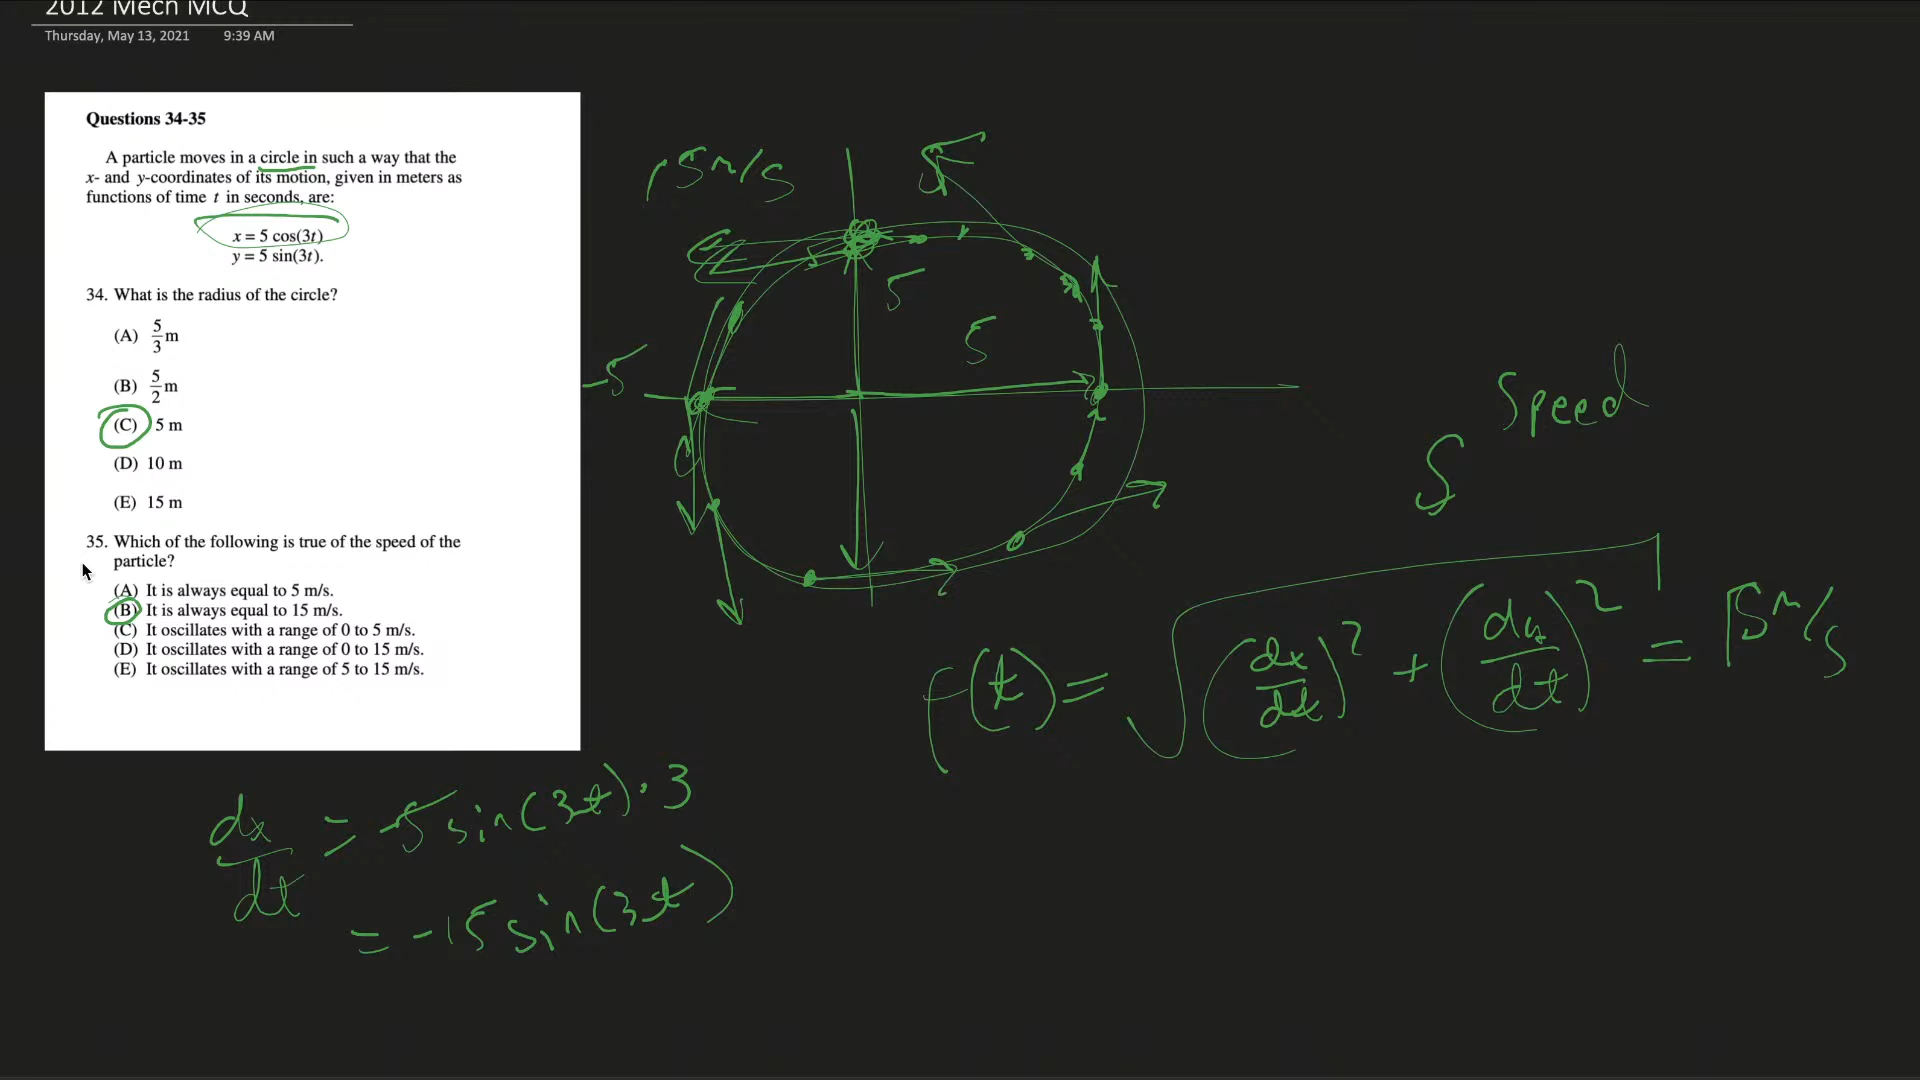 2012 Mech MCQ
Thursday, May 13, 2021 9:39 AM
Questions 34-35
A particle moves in a circle in such a way that the
x- and y-coordinates of its motion, given in meters as
functions of time t in seconds, are:
x = 5 cos(3t)
y = 5 sin(3t).
34. What is the radius of the circle?
(A) 5/3 m
(B) 5/2 m
(C) 5 m
(D) 10 m
(E) 15 m
35. Which of the following is true of the speed of the
particle?
(A) It is always equal to 5 m/s.
(B) It is always equal to 15 m/s.
(C) It oscillates with a range of 0 to 5 m/s.
(D) It oscillates with a range of 0 to 15 m/s.
(E) It oscillates with a range of 5 to 15 m/s.
15 m/s
5
5
-5
Speed
f(t) = √((dx/dt)² + (dy/dt)²) = 15 m/s
dx/dt = -5 sin(3t) · 3
= -15 sin(3t)